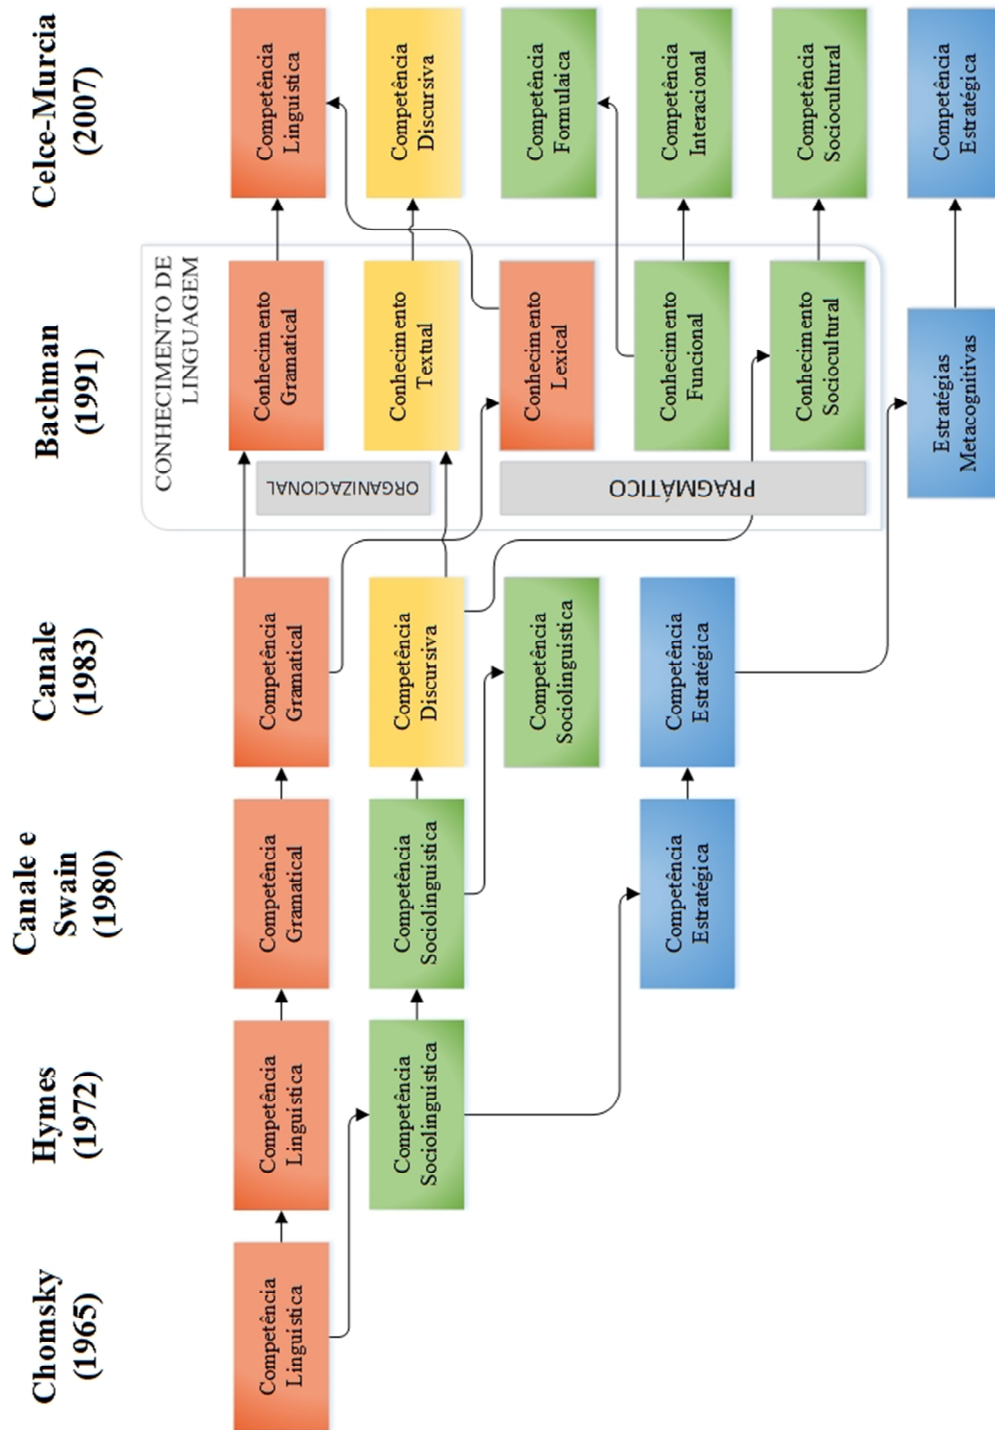 Chomsky
(1965)
Hymes
(1972)
Canale e
Swain
(1980)
Canale
(1983)
Bachman
(1991)
Celce-Murcia
(2007)
Competência
Linguística
Competência
Linguística
Competência
Sociolinguística
Competência
Gramatical
Competência
Sociolinguística
Competência
Estratégica
Competência
Gramatical
Competência
Discursiva
Competência
Sociolinguística
Competência
Estratégica
CONHECIMENTO DE
LINGUAGEM
ORGANIZACIONAL
PRAGMÁTICO
Conhecimento
Gramatical
Conhecimento
Textual
Conhecimento
Lexical
Conhecimento
Funcional
Conhecimento
Sociocultural
Estratégias
Metacognitivas
Competência
Linguística
Competência
Discursiva
Competência
Formulaica
Competência
Interacional
Competência
Sociocultural
Competência
Estratégica